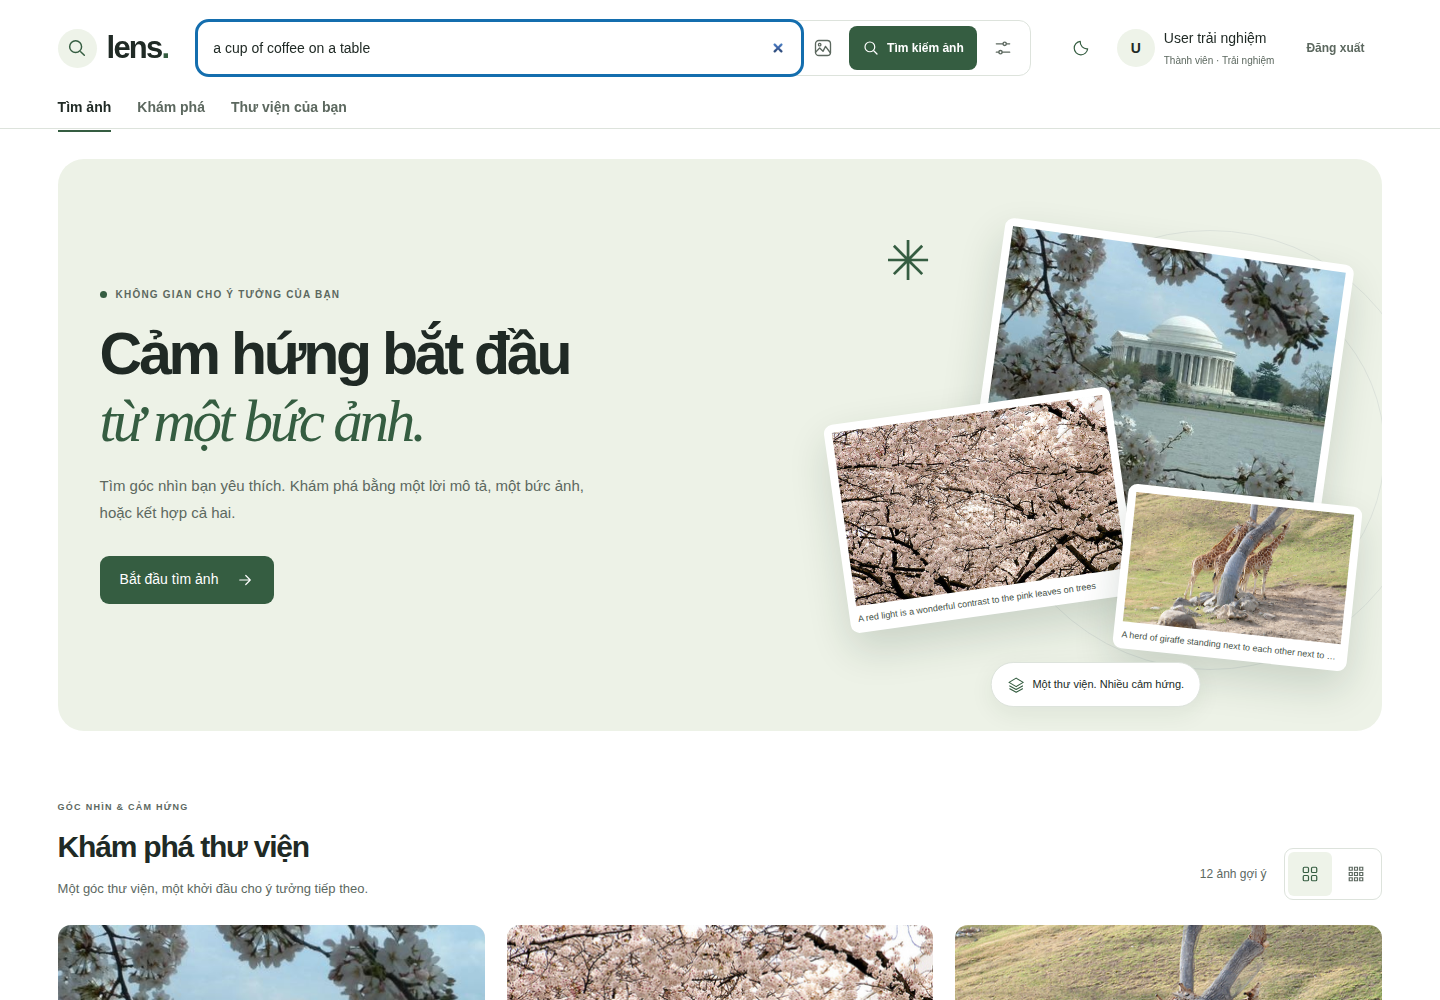 lens.
a cup of coffee on a table
Tìm kiếm ảnh
U
User trải nghiệm
Thành viên · Trải nghiệm
Đăng xuất
Tìm ảnh
Khám phá
Thư viện của bạn
KHÔNG GIAN CHO Ý TƯỞNG CỦA BẠN
Cảm hứng bắt đầu
từ một bức ảnh.
Tìm góc nhìn bạn yêu thích. Khám phá bằng một lời mô tả, một bức ảnh,
hoặc kết hợp cả hai.
Bắt đầu tìm ảnh
A red light is a wonderful contrast to the pink leaves on trees
A herd of giraffe standing next to each other next to ...
Một thư viện. Nhiều cảm hứng.
GÓC NHÌN & CẢM HỨNG
Khám phá thư viện
Một góc thư viện, một khởi đầu cho ý tưởng tiếp theo.
12 ảnh gợi ý